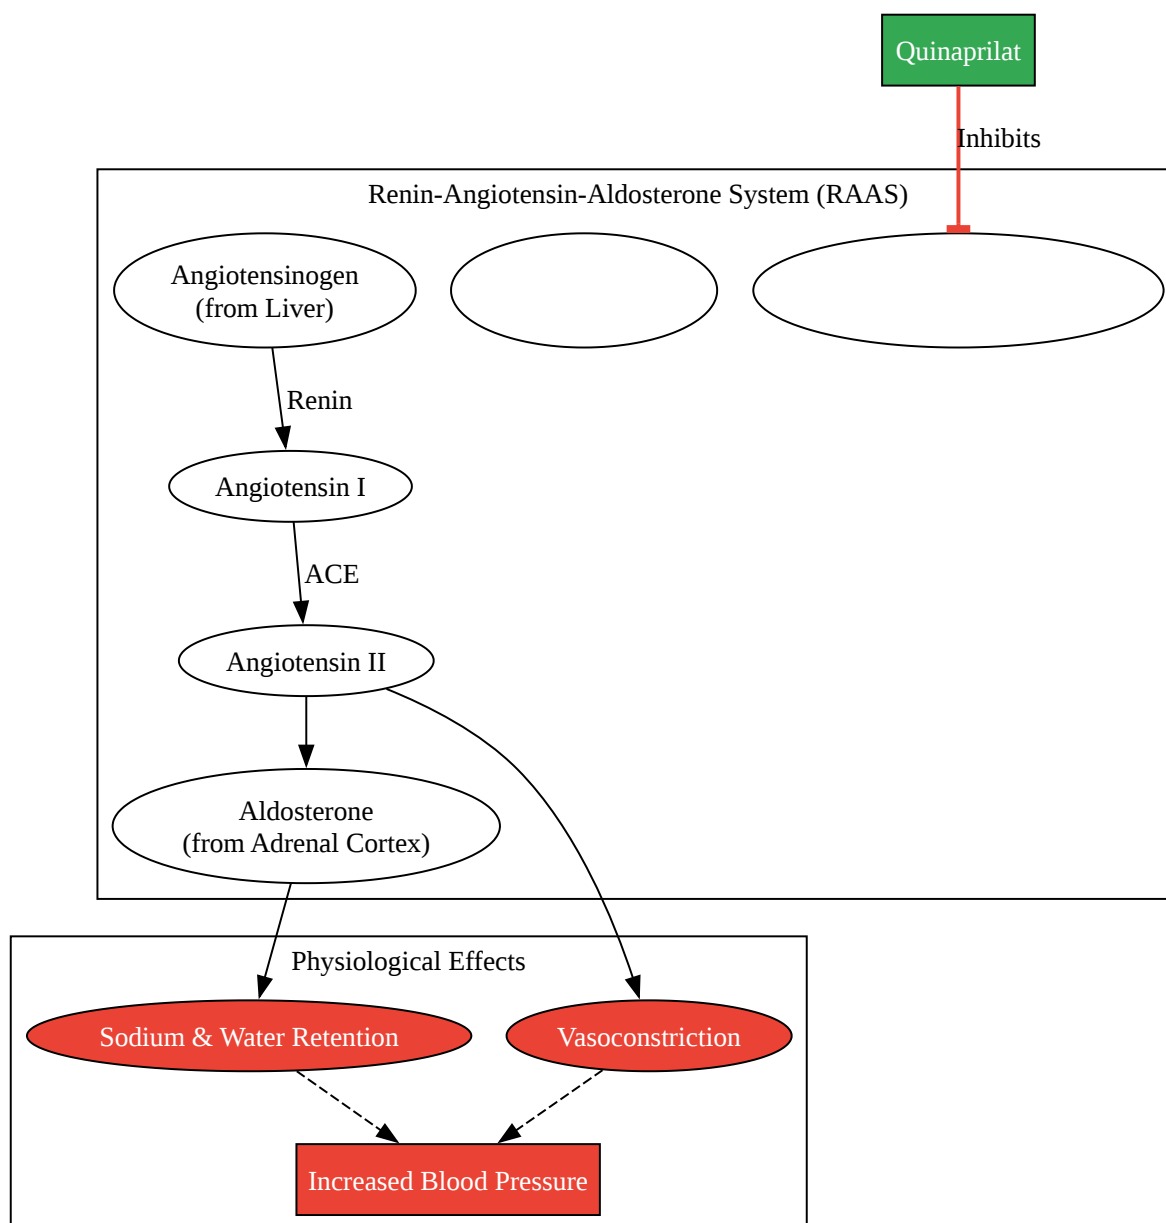 Quinaprilat
Inhibits
Renin-Angiotensin-Aldosterone System (RAAS)
Angiotensinogen
(from Liver)
Renin
Angiotensin I
ACE
Angiotensin II
Aldosterone
(from Adrenal Cortex)
Physiological Effects
Sodium & Water Retention
Vasoconstriction
Increased Blood Pressure